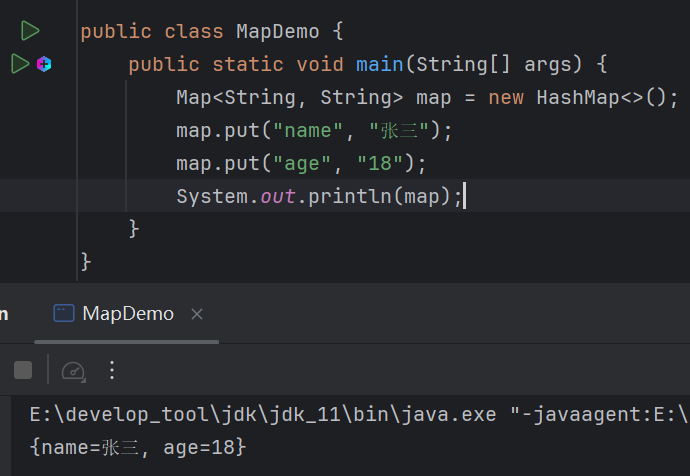 public class MapDemo {
public static void main(String[] args) {
Map<String, String> map = new HashMap<>();
map.put("name", "张三");
map.put("age", "18");
System.out.println(map);
}
}
n
MapDemo
E:\develop_tool\jdk\jdk_11\bin\java.exe "-javaagent:E:\
{name=张三, age=18}